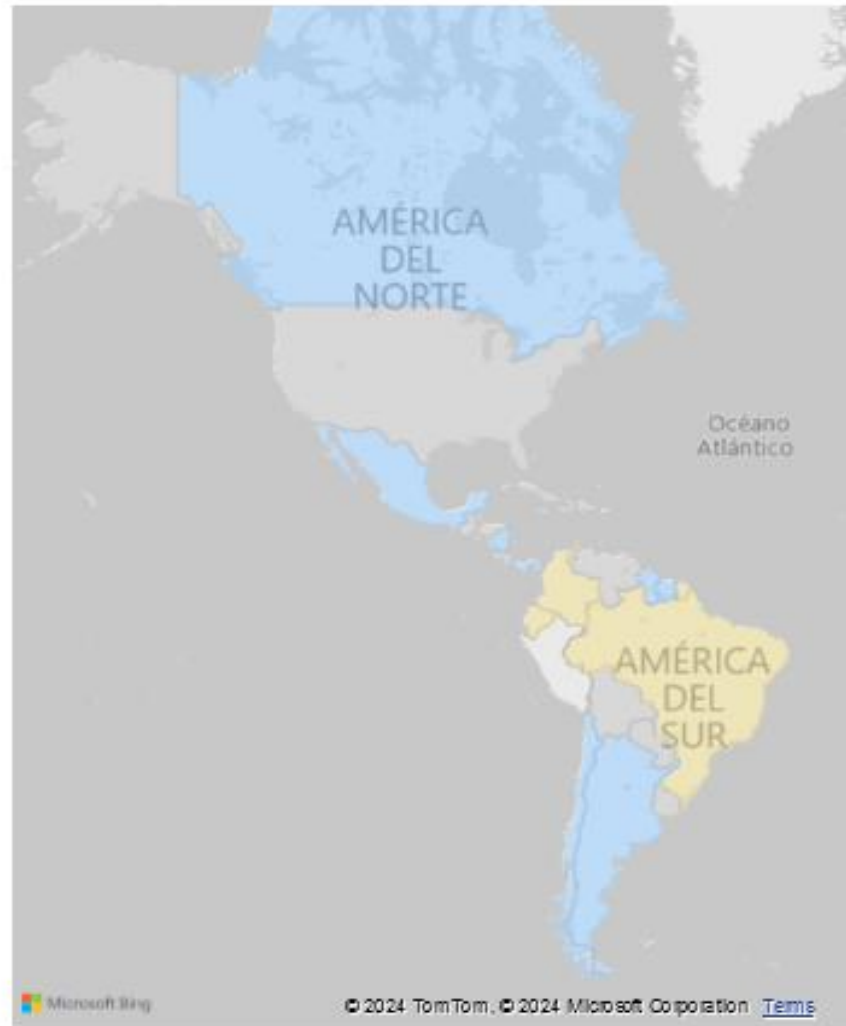 AMÉRICA
DEL
NORTE
Océano
Atlántico
AMÉRICA
DEL
SUR
Microsoft Bing
© 2024 TomTom, © 2024 Microsoft Corporation Terms